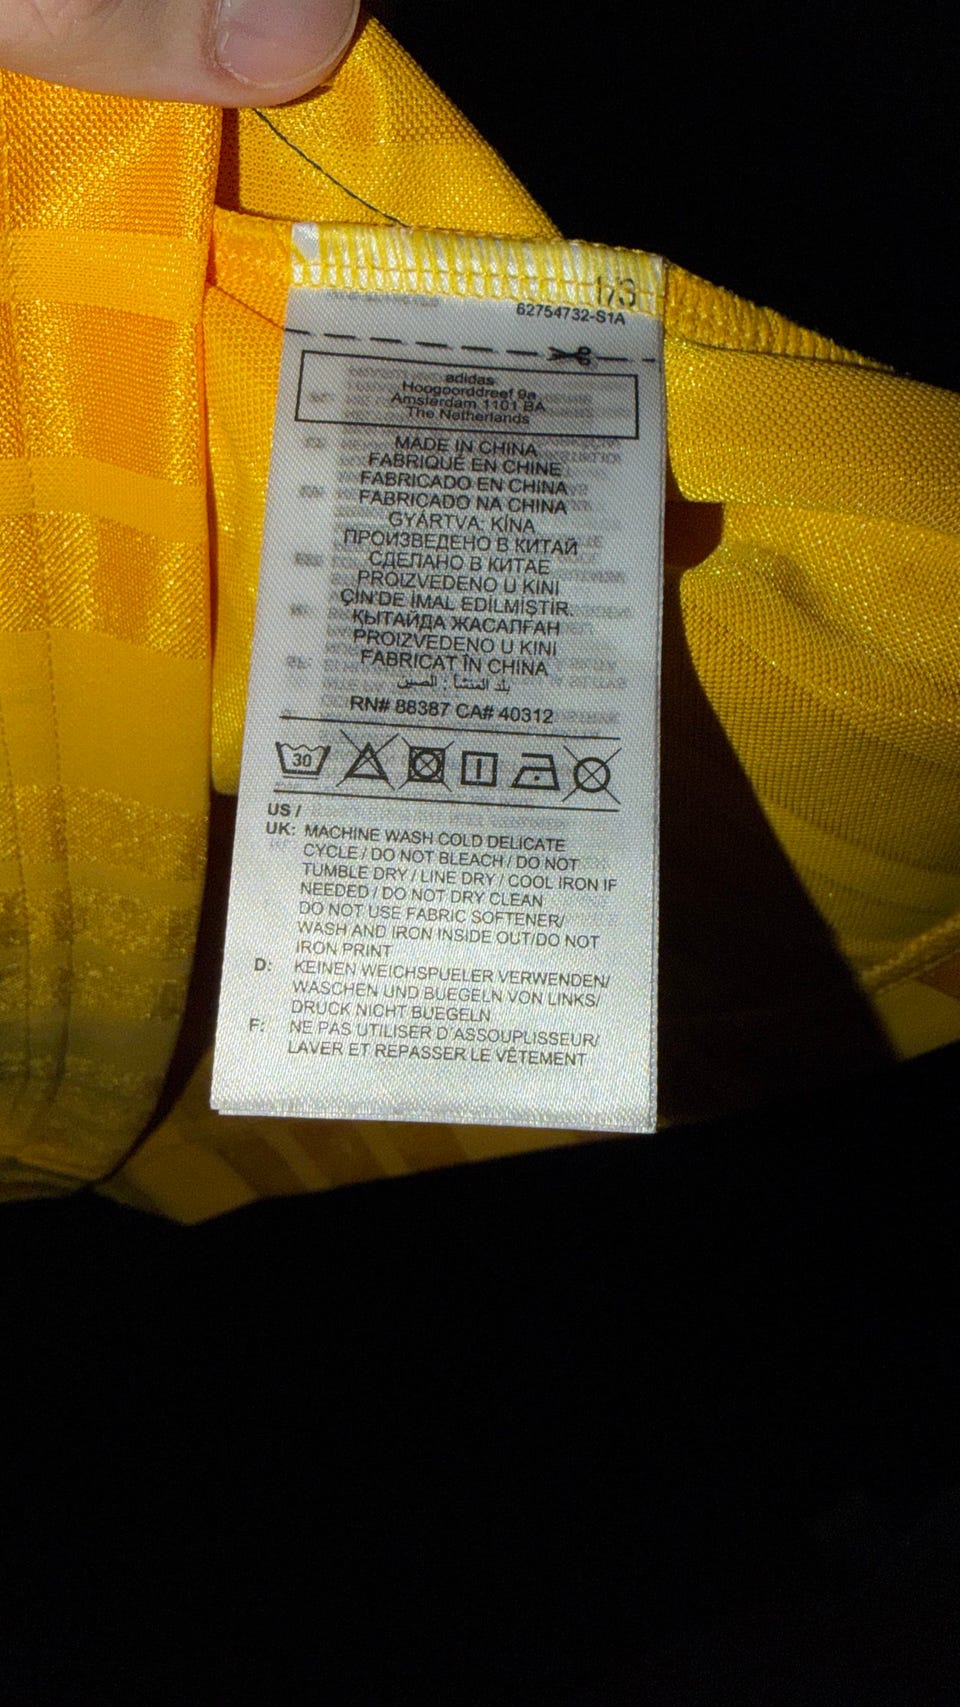 1/3
62754732-S1A
adidas
Hoogoorddreef 9a
Amsterdam 1101 BA
The Netherlands
MADE IN CHINA
FABRIQUÉ EN CHINE
FABRICADO EN CHINA
FABRICADO NA CHINA
GYÁRTVA: KÍNA
ПРОИЗВЕДЕНО В КИТАЙ
СДЕЛАНО В КИТАЕ
PROIZVEDENO U KINI
ÇİN'DE İMAL EDİLMİŞTİR.
ҚЫТАЙДА ЖАСАЛҒАН
PROIZVEDENO U KINI
FABRICAT ÎN CHINA
بلد المنشأ : الصين
RN# 88387 CA# 40312
30
US /
UK: MACHINE WASH COLD DELICATE
CYCLE / DO NOT BLEACH / DO NOT
TUMBLE DRY / LINE DRY / COOL IRON IF
NEEDED / DO NOT DRY CLEAN
DO NOT USE FABRIC SOFTENER/
WASH AND IRON INSIDE OUT/DO NOT
IRON PRINT
D: KEINEN WEICHSPUELER VERWENDEN/
WASCHEN UND BUEGELN VON LINKS/
DRUCK NICHT BUEGELN
F: NE PAS UTILISER D'ASSOUPLISSEUR/
LAVER ET REPASSER LE VÊTEMENT